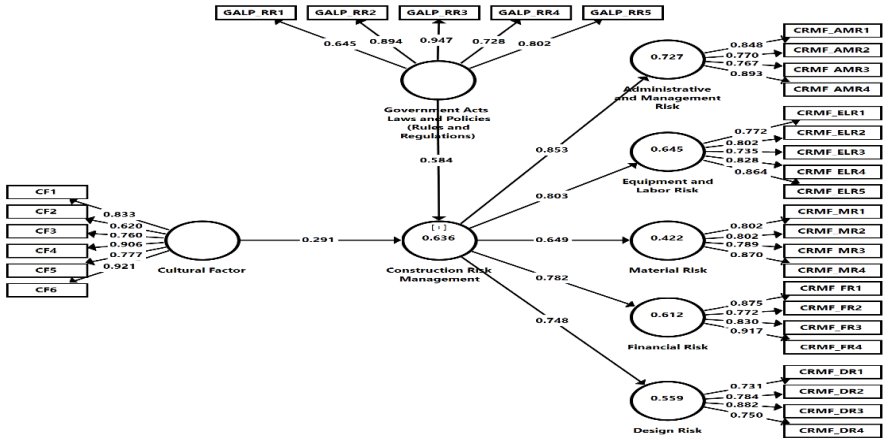 GALP_RR1 GALP_RR2 GALP_RR3 GALP_RR4 GALP_RR5
0.645 0.894 0.947 0.728 0.802
Government Acts
Laws and Policies
(Rules and
Regulations)
0.584
CF1
CF2
CF3
CF4
CF5
CF6
0.833
0.620
0.760
0.906
0.777
0.921
Cultural Factor
0.291
[+]
0.636
Construction Risk
Management
0.853
0.803
0.649
0.782
0.748
0.727
Administrative
and Management
Risk
0.848
0.770
0.767
0.893
CRMF_AMR1
CRMF_AMR2
CRMF_AMR3
CRMF_AMR4
0.645
Equipment and
Labor Risk
0.772
0.802
0.735
0.828
0.864
CRMF_ELR1
CRMF_ELR2
CRMF_ELR3
CRMF_ELR4
CRMF_ELR5
0.422
Material Risk
0.802
0.802
0.789
0.870
CRMF_MR1
CRMF_MR2
CRMF_MR3
CRMF_MR4
0.612
Financial Risk
0.875
0.772
0.830
0.917
CRMF_FR1
CRMF_FR2
CRMF_FR3
CRMF_FR4
0.559
Design Risk
0.731
0.784
0.882
0.750
CRMF_DR1
CRMF_DR2
CRMF_DR3
CRMF_DR4